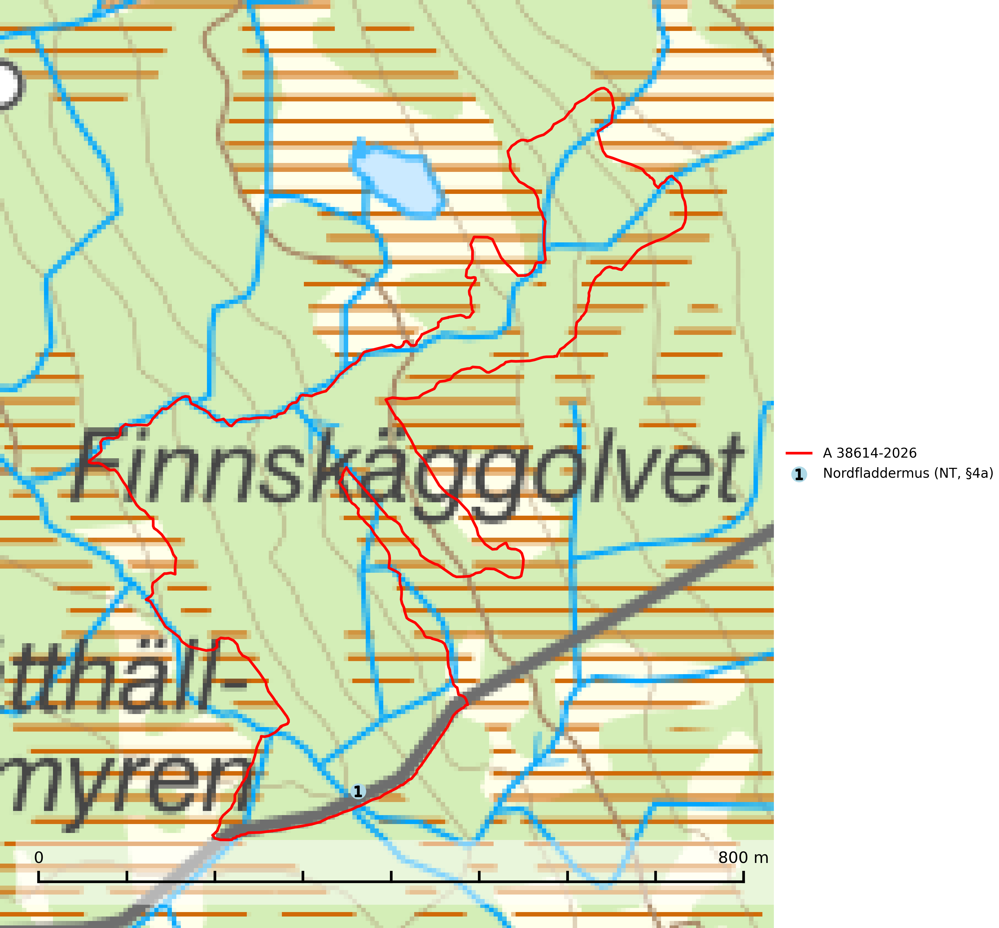 Finnskäggolvet
A 38614-2026
1 Nordfladdermus (NT, §4a)
tthäll-
myren
1
0 800 m